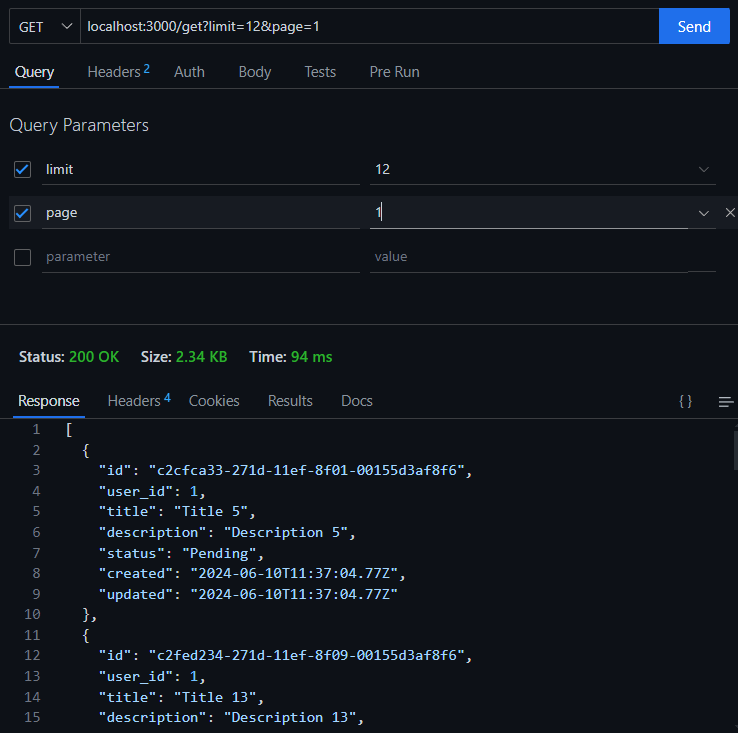 GET localhost:3000/get?limit=12&page=1 Send
Query Headers 2 Auth Body Tests Pre Run
Query Parameters
limit 12
page 1
parameter value
Status: 200 OK Size: 2.34 KB Time: 94 ms
Response Headers 4 Cookies Results Docs { }
1 [
2 {
3 "id": "c2cfca33-271d-11ef-8f01-00155d3af8f6",
4 "user_id": 1,
5 "title": "Title 5",
6 "description": "Description 5",
7 "status": "Pending",
8 "created": "2024-06-10T11:37:04.77Z",
9 "updated": "2024-06-10T11:37:04.77Z"
10 },
11 {
12 "id": "c2fed234-271d-11ef-8f09-00155d3af8f6",
13 "user_id": 1,
14 "title": "Title 13",
15 "description": "Description 13",